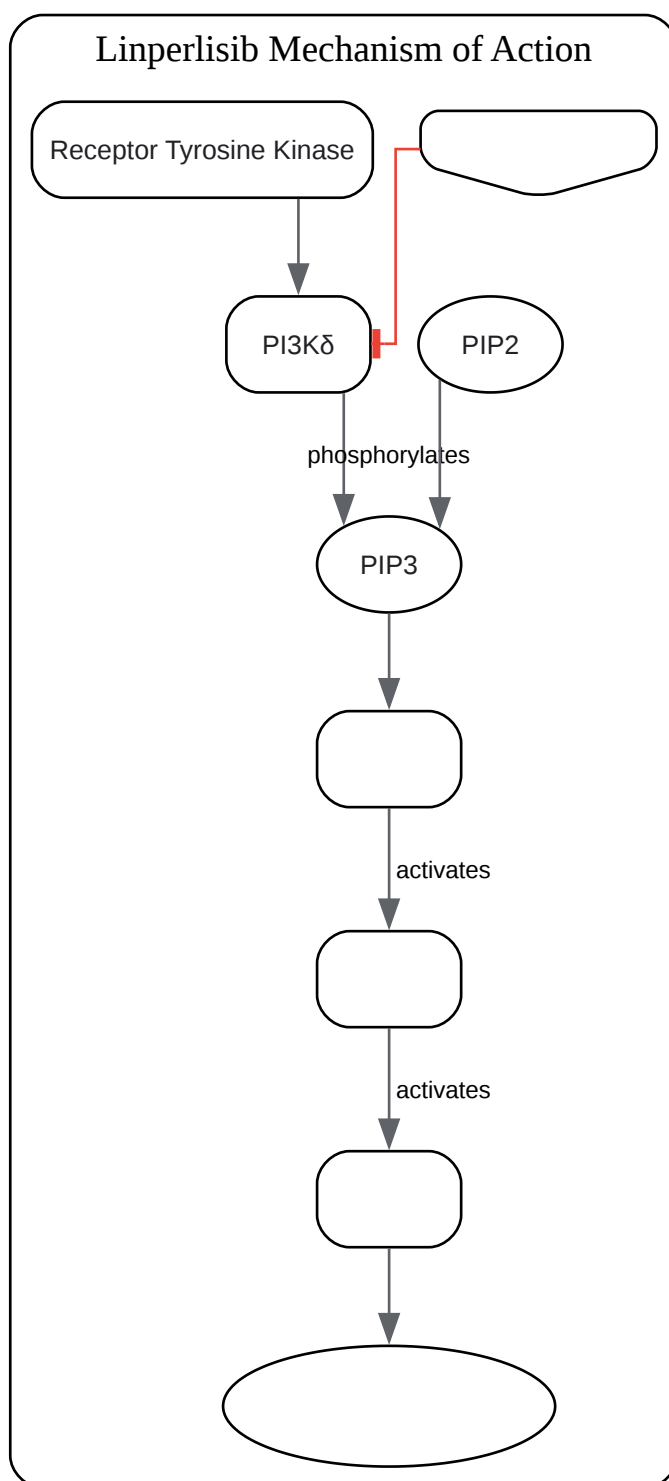 Linperlisib Mechanism of Action
Receptor Tyrosine Kinase
PI3Kδ
PIP2
phosphorylates
PIP3
activates
activates